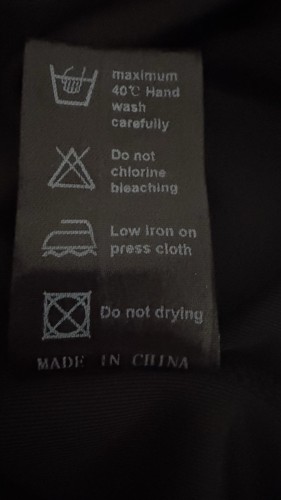 maximum
40℃ Hand
wash
carefully
Do not
chlorine
bleaching
Low iron on
press cloth
Do not drying
MADE IN CHINA